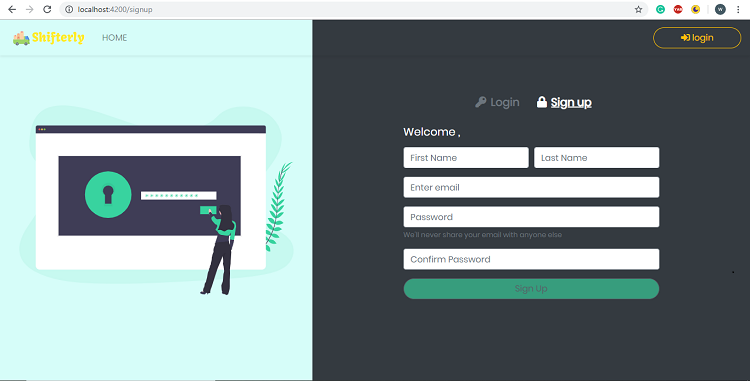 localhost:4200/signup
W
Shifterly HOME
login
Login Sign up
Welcome ,
First Name Last Name
Enter email
Password
We'll never share your email with anyone else
Confirm Password
Sign Up